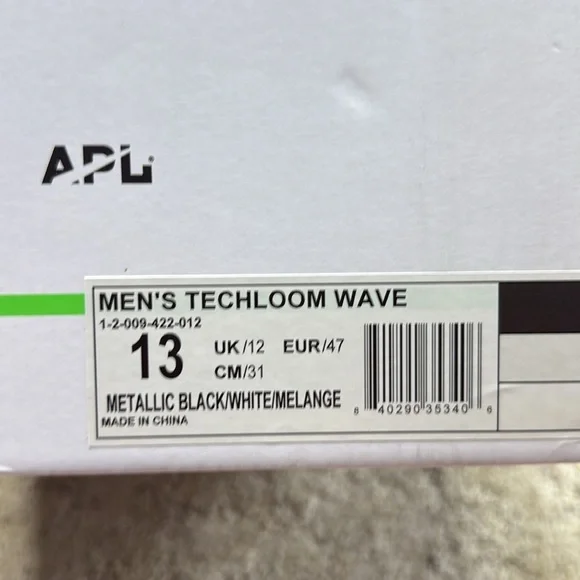 APL
MEN'S TECHLOOM WAVE
1-2-009-422-012
13
UK/12 EUR/47
CM/31
METALLIC BLACK/WHITE/MELANGE
MADE IN CHINA
8 40290 35340 6